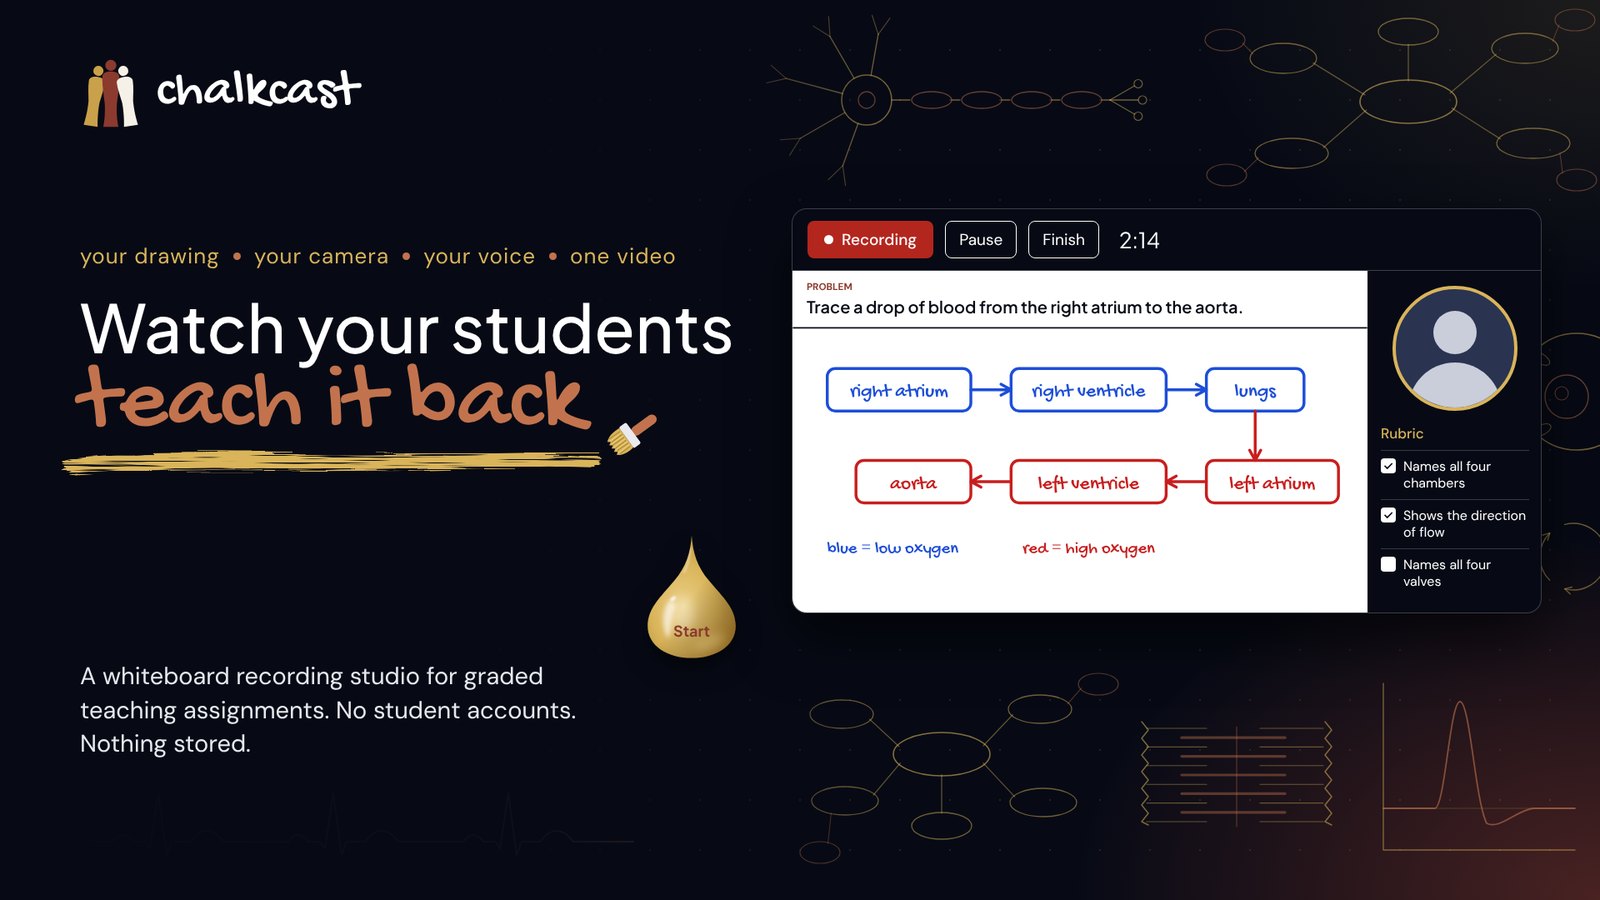 chalkcast
your drawing • your camera • your voice • one video
Watch your students
teach it back
Start
A whiteboard recording studio for graded
teaching assignments. No student accounts.
Nothing stored.
Recording
Pause
Finish
2:14
PROBLEM
Trace a drop of blood from the right atrium to the aorta.
right atrium
right ventricle
lungs
aorta
left ventricle
left atrium
blue = low oxygen
red = high oxygen
Rubric
Names all four
chambers
Shows the direction
of flow
Names all four
valves